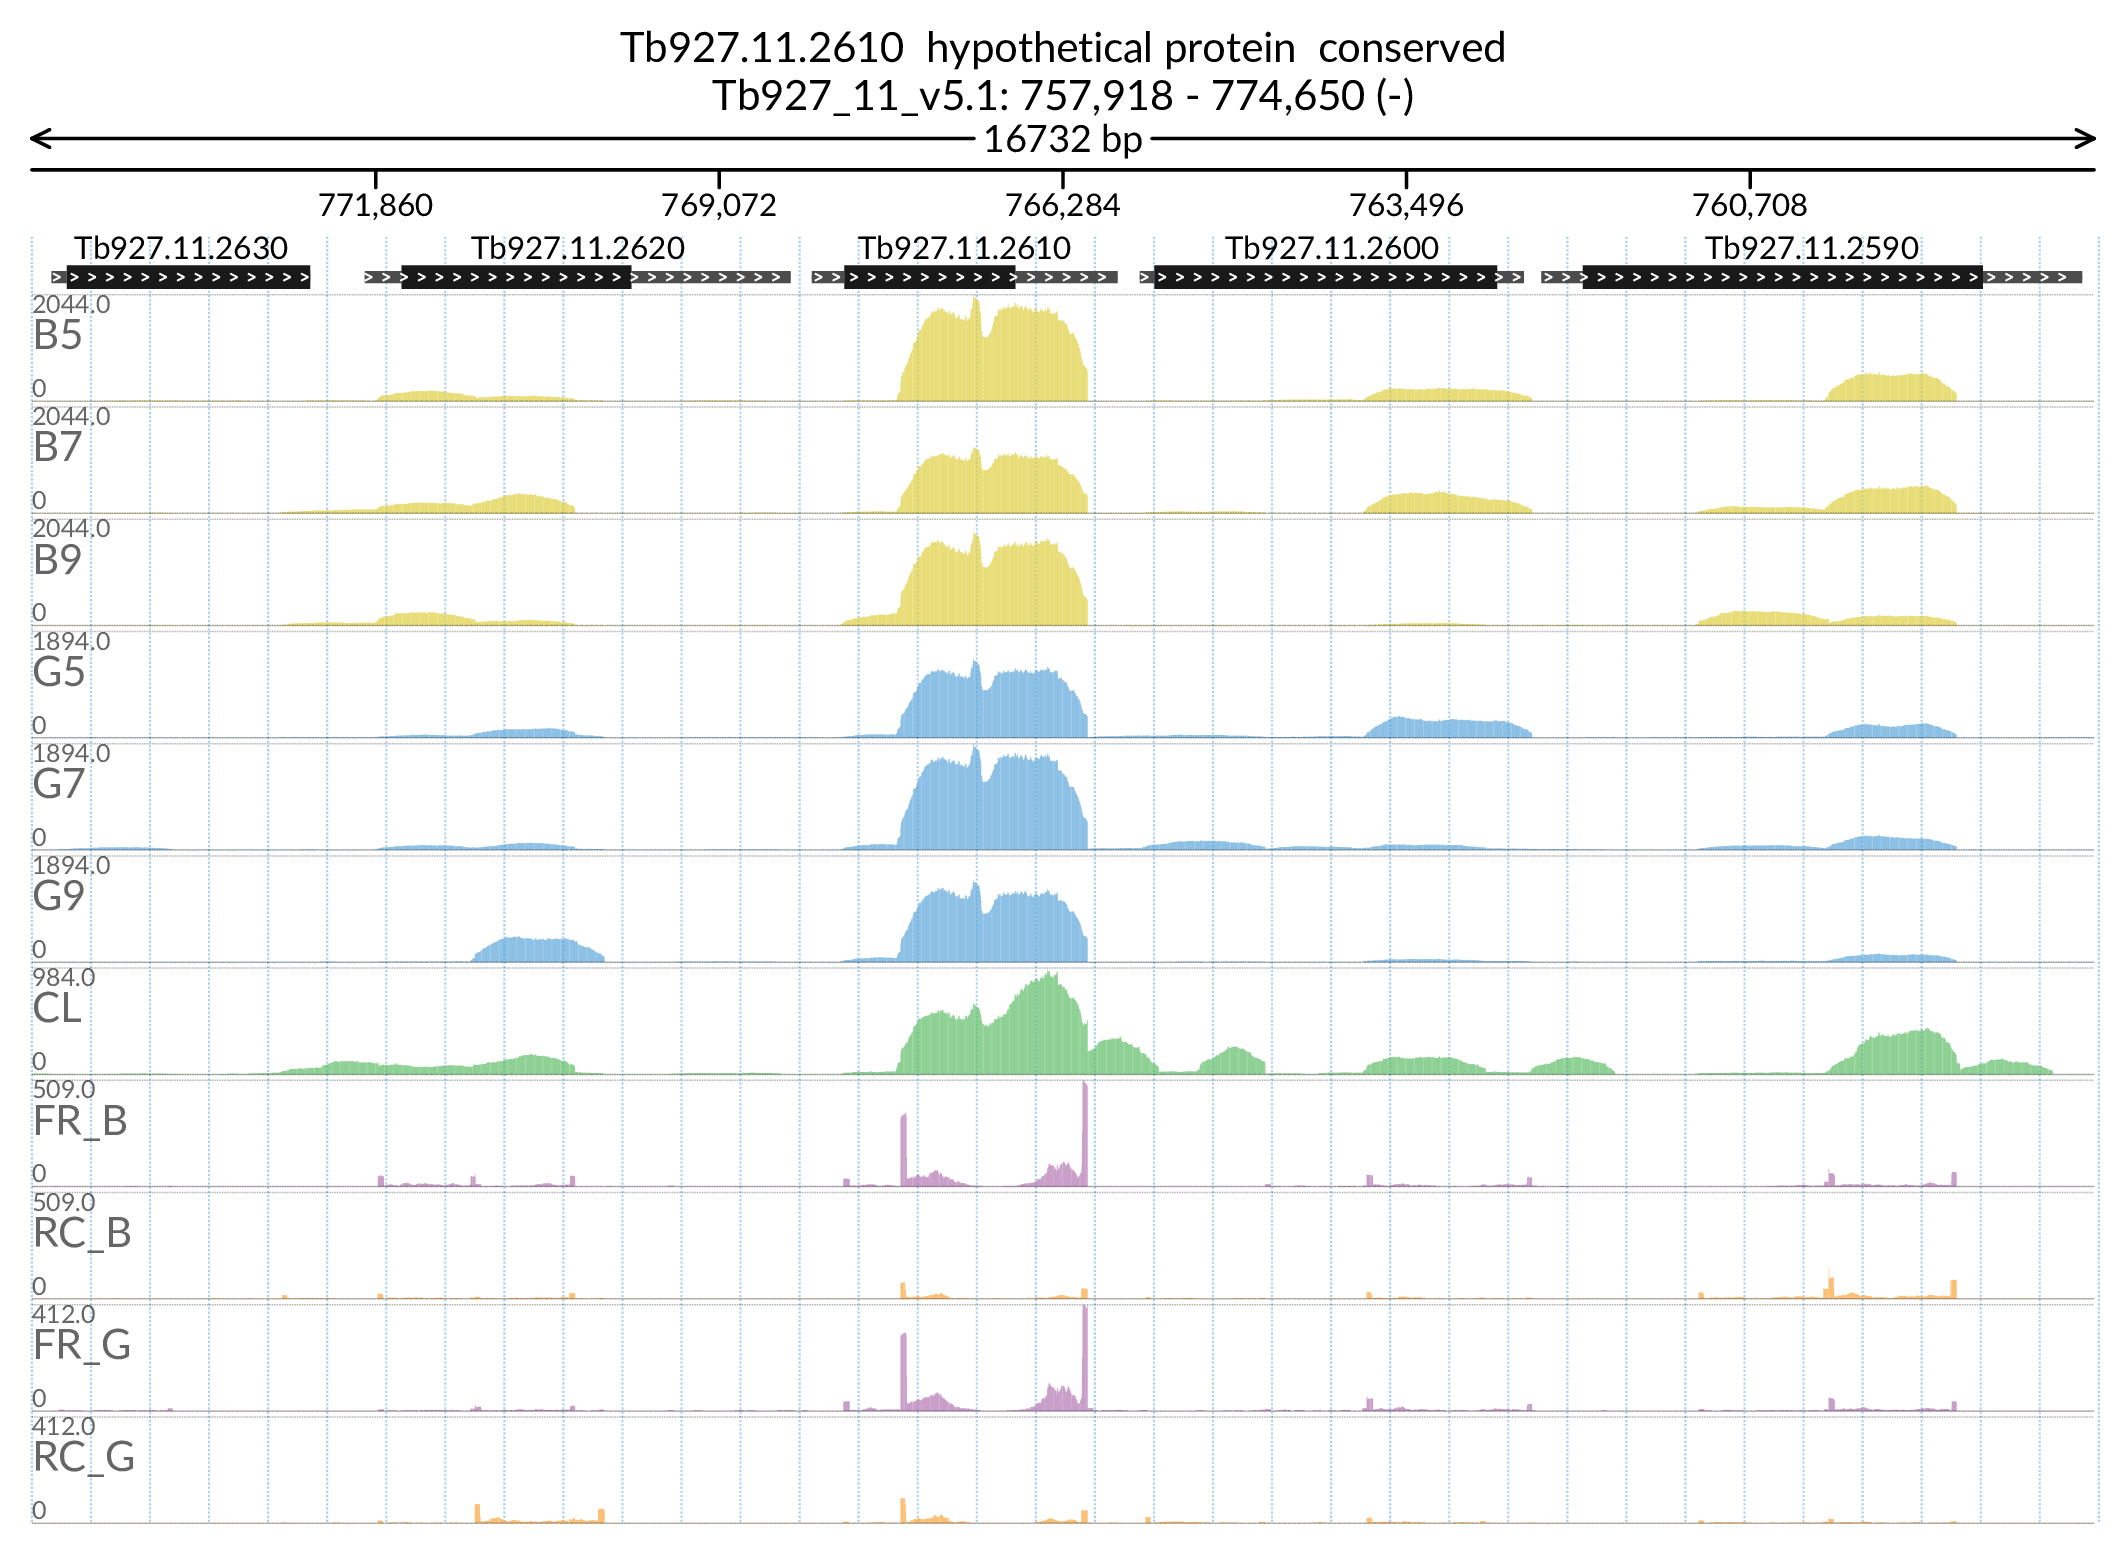 Tb927.11.2610  hypothetical protein  conserved
Tb927_11_v5.1: 757,918 - 774,650 (-)
16732 bp
771,860 769,072 766,284 763,496 760,708
Tb927.11.2630 Tb927.11.2620 Tb927.11.2610 Tb927.11.2600 Tb927.11.2590
2044.0
B5
0
2044.0
B7
0
2044.0
B9
0
1894.0
G5
0
1894.0
G7
0
1894.0
G9
0
984.0
CL
0
509.0
FR_B
0
509.0
RC_B
0
412.0
FR_G
0
412.0
RC_G
0